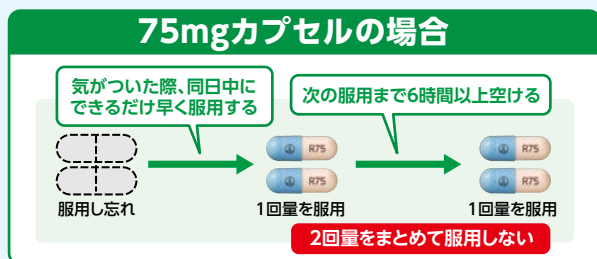 75mgカプセルの場合
気がついた際、同日中に
できるだけ早く服用する
次の服用まで6時間以上空ける
R75
R75
R75
R75
服用し忘れ
1回量を服用
1回量を服用
2回量をまとめて服用しない